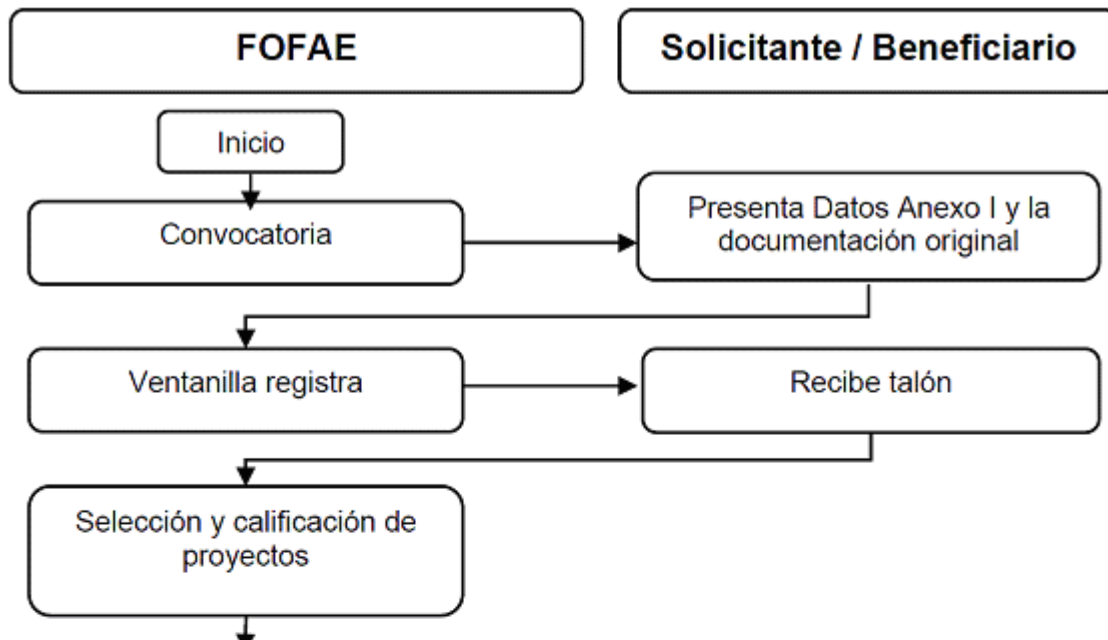 FOFAE
Solicitante / Beneficiario
Inicio
Convocatoria
Presenta Datos Anexo I y la
documentación original
Ventanilla registra
Recibe talón
Selección y calificación de
proyectos